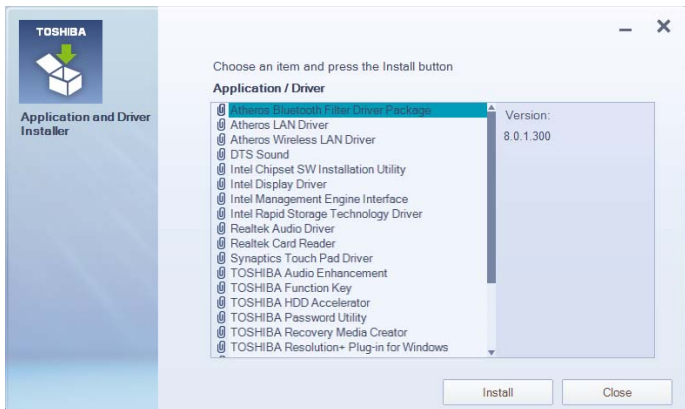 TOSHIBA
Application and Driver
Installer
Choose an item and press the Install button
Application / Driver
Atheros Bluetooth Filter Driver Package
Atheros LAN Driver
Atheros Wireless LAN Driver
DTS Sound
Intel Chipset SW Installation Utility
Intel Display Driver
Intel Management Engine Interface
Intel Rapid Storage Technology Driver
Realtek Audio Driver
Realtek Card Reader
Synaptics Touch Pad Driver
TOSHIBA Audio Enhancement
TOSHIBA Function Key
TOSHIBA HDD Accelerator
TOSHIBA Password Utility
TOSHIBA Recovery Media Creator
TOSHIBA Resolution+ Plug-in for Windows
Version:
8.0.1.300
Install
Close